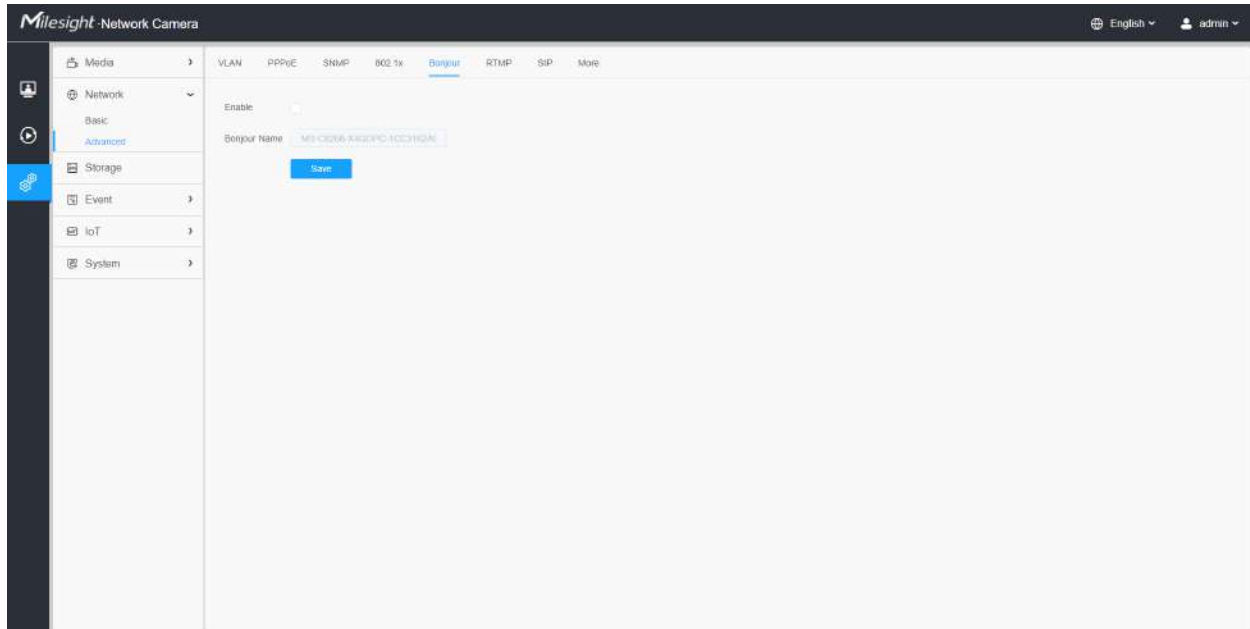 Milesight Network Camera
English
admin
Media
VLAN PPPoE SNMP 802.1x Bonjour RTMP SIP More
Network
Enable
Basic
Bonjour Name
Advanced
Save
Storage
Event
IoT
System